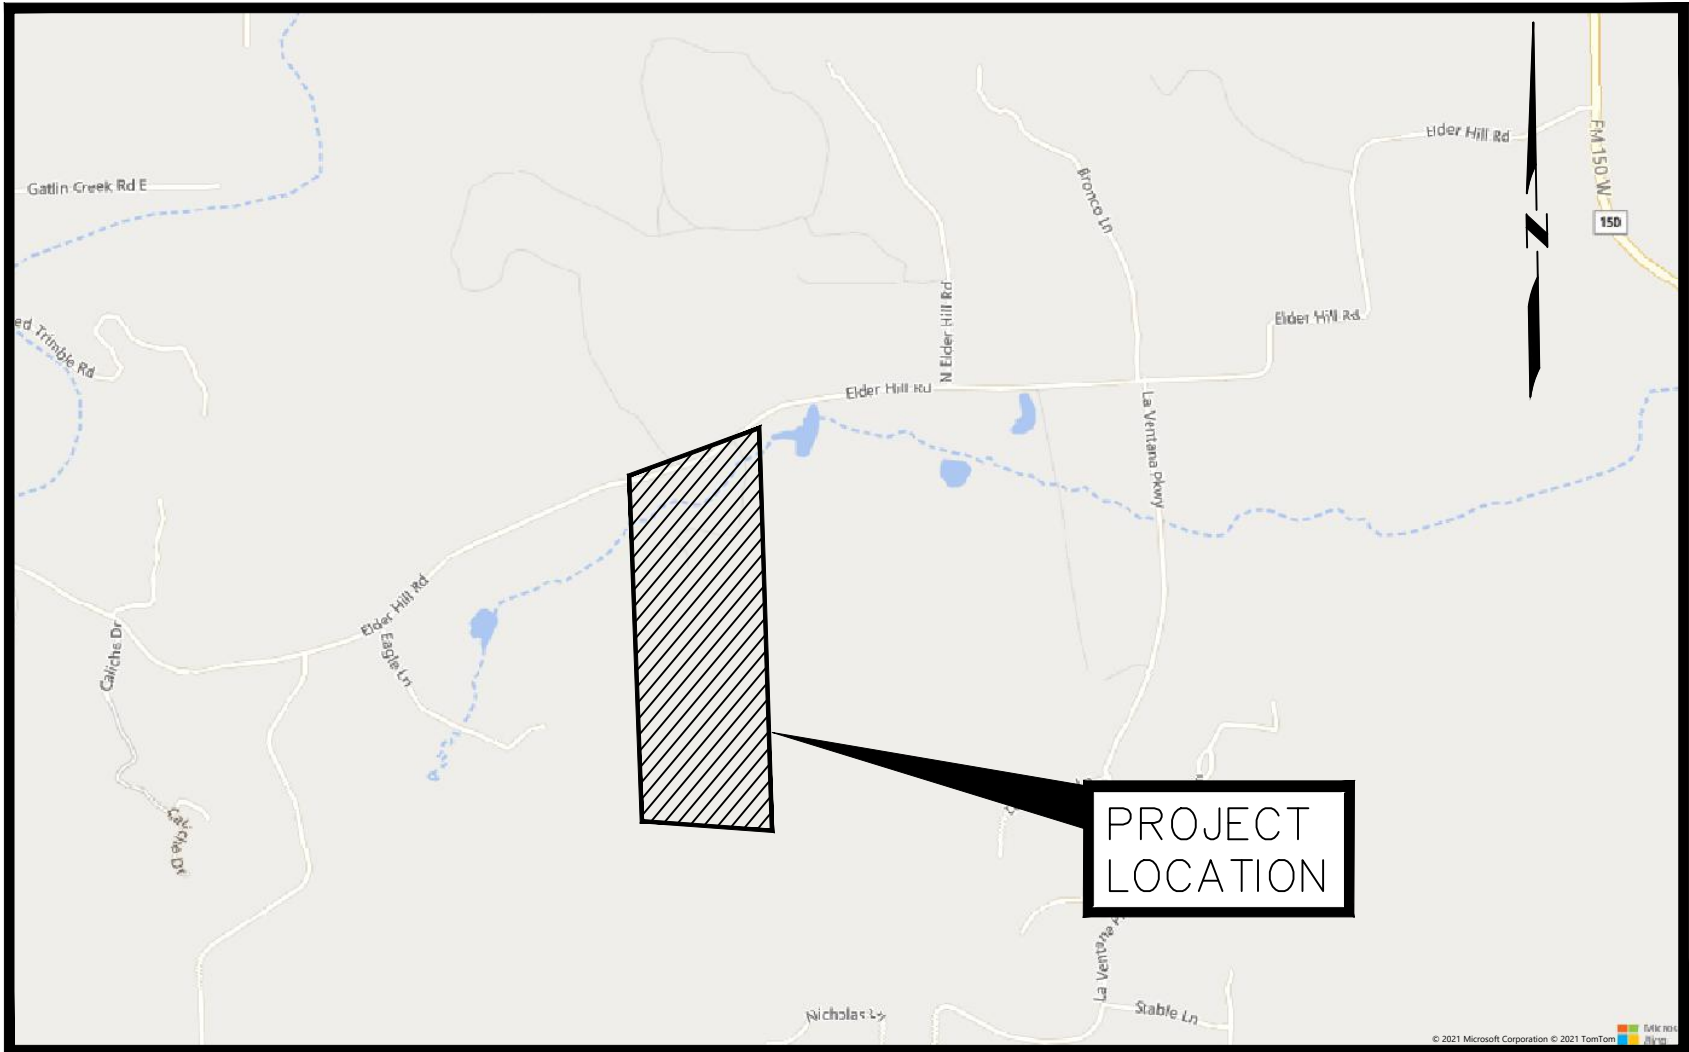 Elder Hill Rd
FM 150 W
Gatlin Creek Rd E
Bronco Ln
150
N
N Elder Hill Rd
Elder Hill Rd
Trimble Rd
Elder Hill Rd
La Ventana Pkwy
Elder Hill Rd
Eagle Ln
Caliche Dr
PROJECT
LOCATION
Caliche Dr
La Ventana
Stable Ln
Nicholas Ln
© 2021 Microsoft Corporation © 2021 TomTom